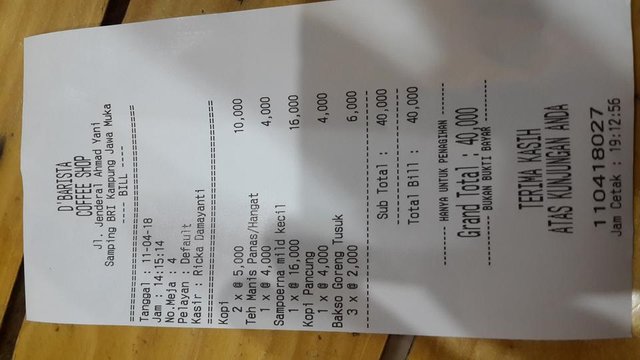 D'BARISTA
COFFEE SHOP
Jl. Jenderal Ahmad Yani
Samping BRI Kampung Jawa Muka
---- BILL ----
Tanggal : 11-04-18
Jam : 14:15:14
No.Meja : 4
Pelayan : Default
Kasir : Ricka Damayanti
Kopi
2 x @ 5,000 10,000
Teh Manis Panas/Hangat
1 x @ 4,000 4,000
Sampoerna mild kecil
1 x @ 16,000 16,000
Kopi Pancung
1 x @ 4,000 4,000
Bakso Goreng Tusuk
3 x @ 2,000 6,000
Sub Total : 40,000
Total Bill : 40,000
------ HANYA UNTUK PENAGIHAN ------
Grand Total : 40,000
------ BUKAN BUKTI BAYAR ------
TERIMA KASIH
ATAS KUNJUNGAN ANDA
110418027
Jam Cetak : 19:12:56